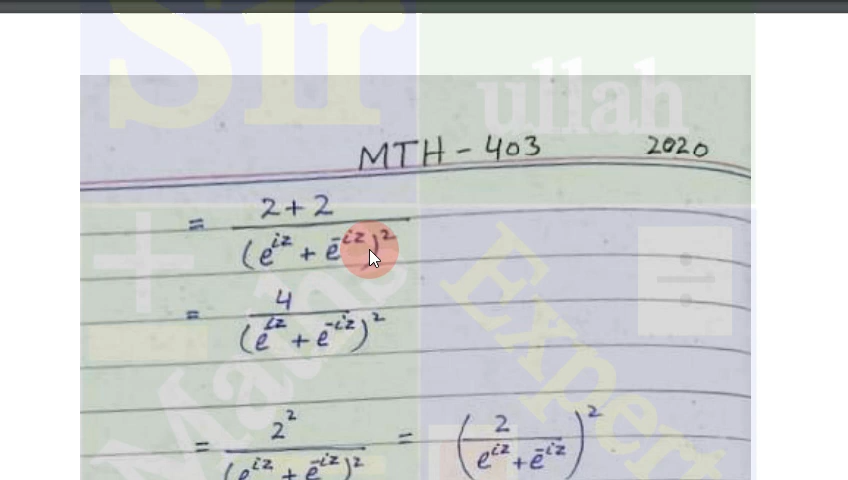 Sir
ullah
MTH - 403 2020
= 2 + 2 / (e^{iz} + e^{-iz})^2
= 4 / (e^{iz} + e^{-iz})^2
= 2^2 / (e^{iz} + e^{-iz})^2 = (2 / (e^{iz} + e^{-iz}))^2
Maths Expert